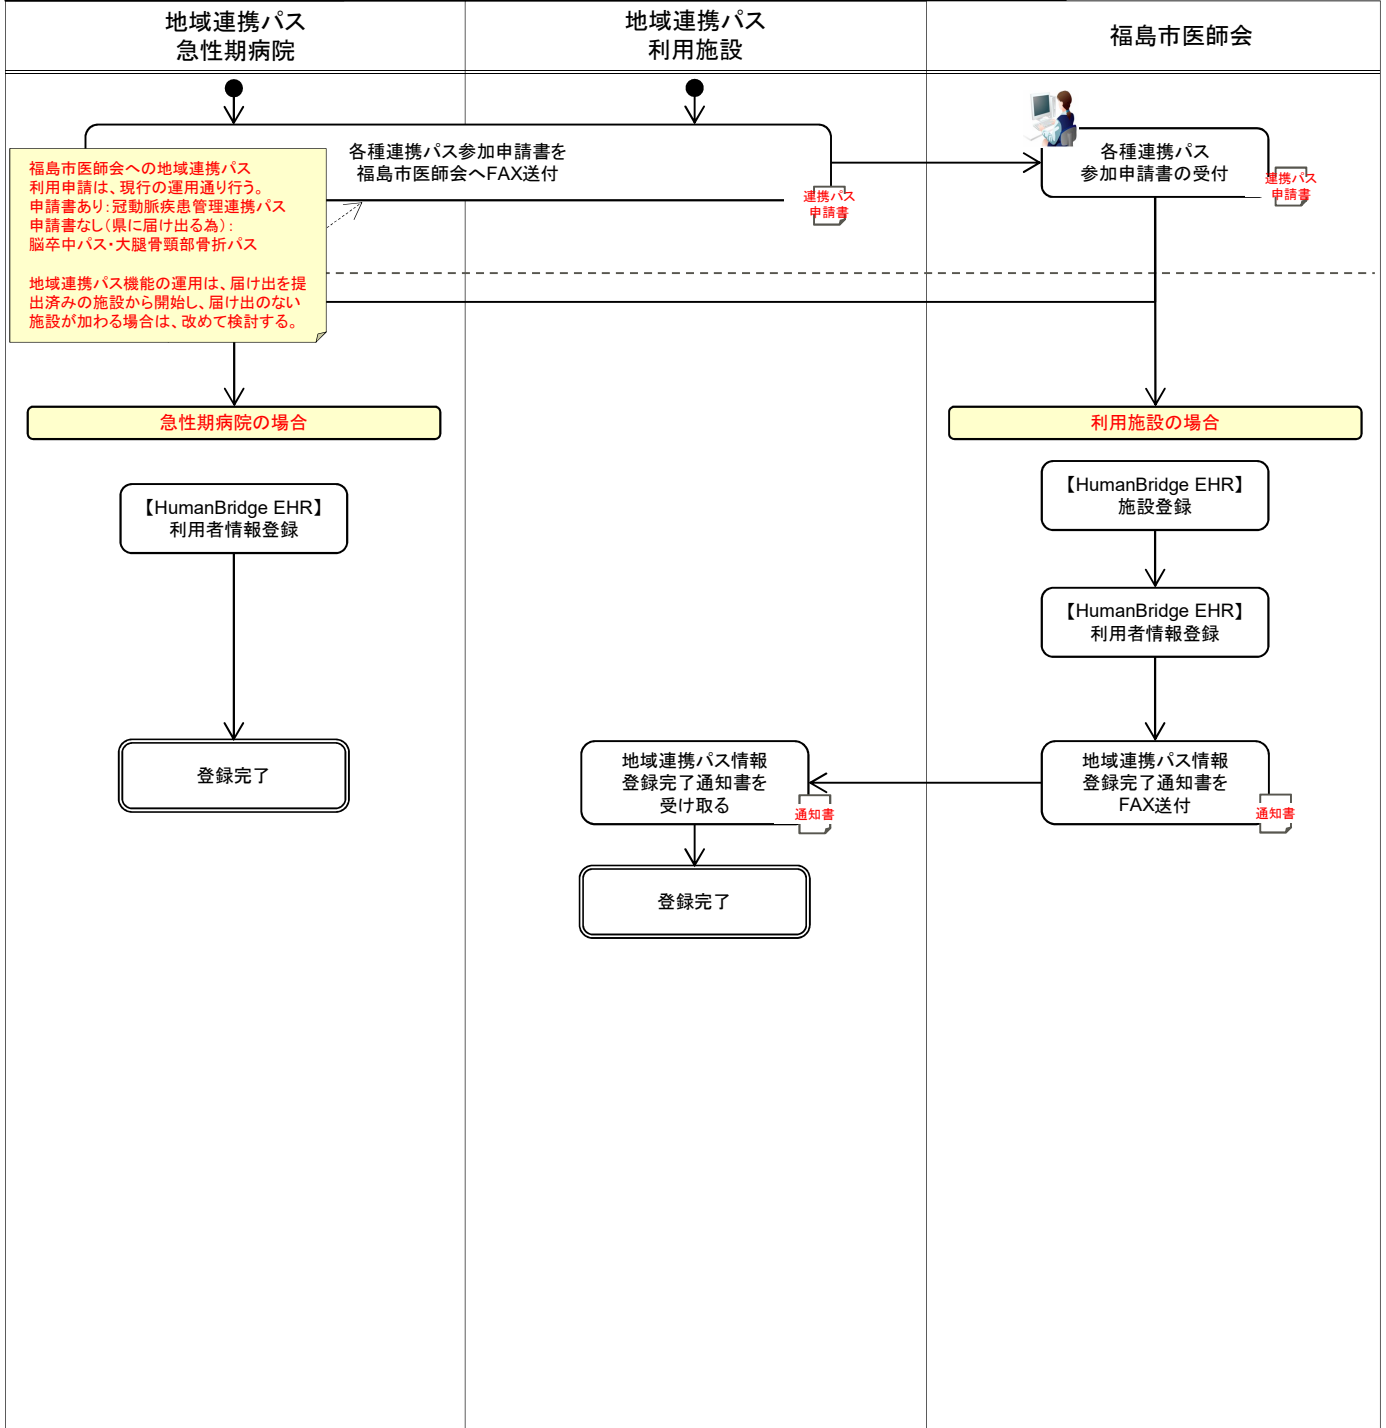 地域連携パス
急性期病院
地域連携パス
利用施設
福島市医師会
各種連携パス参加申請書を
福島市医師会へFAX送付
連携パス
申請書
各種連携パス
参加申請書の受付
連携パス
申請書
福島市医師会への地域連携パス
利用申請は、現行の運用通り行う。
申請書あり：冠動脈疾患管理連携パス
申請書なし（県に届け出る為）：
脳卒中パス・大腿骨頸部骨折パス
地域連携パス機能の運用は、届け出を提
出済みの施設から開始し、届け出のない
施設が加わる場合は、改めて検討する。
急性期病院の場合
利用施設の場合
【HumanBridge EHR】
利用者情報登録
【HumanBridge EHR】
施設登録
【HumanBridge EHR】
利用者情報登録
登録完了
地域連携パス情報
登録完了通知書を
受け取る
通知書
地域連携パス情報
登録完了通知書を
FAX送付
通知書
登録完了